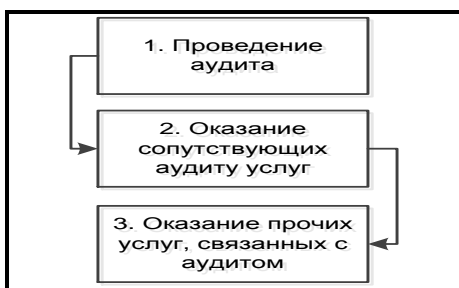 1. Проведение
аудита
2. Оказание
сопутствующих
аудиту услуг
3. Оказание прочих
услуг, связанных с
аудитом